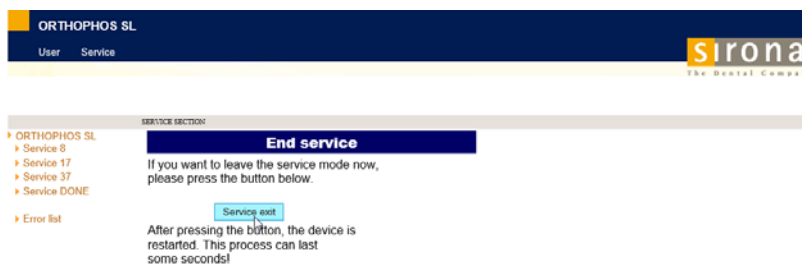 ORTHOPHOS SL
User Service
sirona
The Dental Compa
SERVICE SECTION
ORTHOPHOS SL
Service 8
Service 17
Service 37
Service DONE
Error list
End service
If you want to leave the service mode now,
please press the button below.
Service exit
After pressing the button, the device is
restarted. This process can last
some seconds!